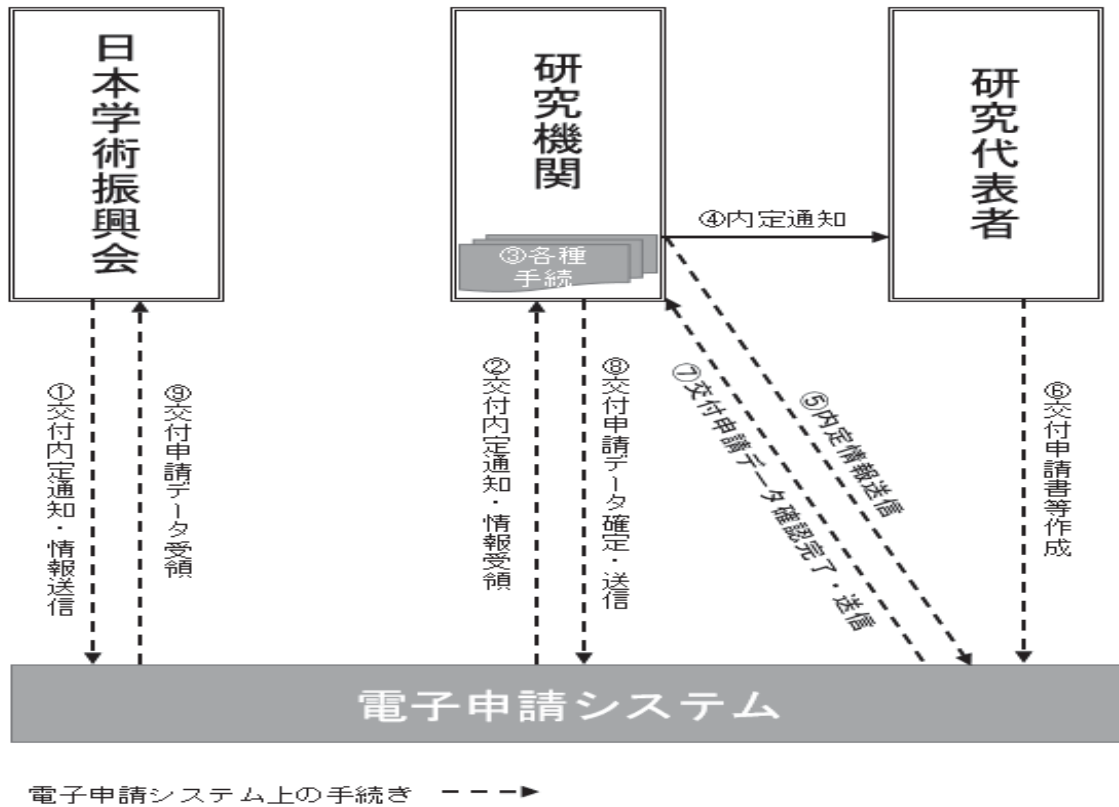 日本学術振興会
研究機関
研究代表者
③各種
手続
④内定通知
①交付内定通知・情報送信
⑨交付申請データ受領
②交付内定通知・情報受領
⑧交付申請データ確定・送信
⑦交付申請データ確認完了・送信
⑤内定情報送信
⑥交付申請書等作成
電子申請システム
電子申請システム上の手続き